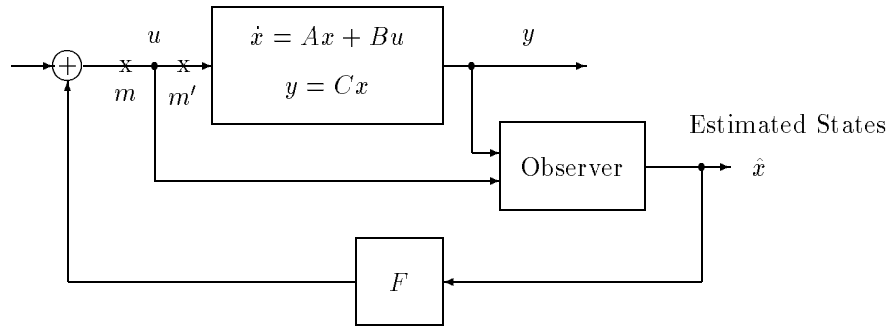 u
ẋ = Ax + Bu
y
+
x
x
m
m′
y = Cx
Estimated States
Observer
x̂
F